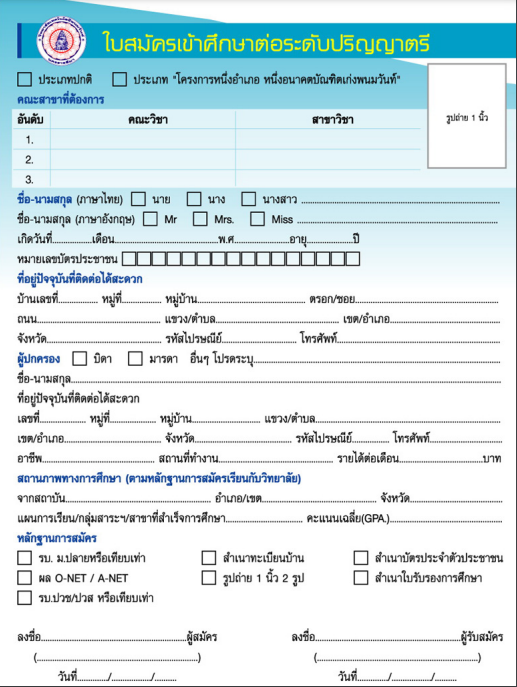 ใบสมัครเข้าศึกษาต่อระดับปริญญาตรี
ประเภทปกติ ประเภท "โครงการหนึ่งอำเภอ หนึ่งอนาคตบัณฑิตเก่งพนมวันท์"
คณะสาขาที่ต้องการ
อันดับ คณะวิชา สาขาวิชา
รูปถ่าย 1 นิ้ว
1.
2.
3.
ชื่อ-นามสกุล (ภาษาไทย) นาย นาง นางสาว
ชื่อ-นามสกุล (ภาษาอังกฤษ) Mr Mrs. Miss
เกิดวันที่..................เดือน..............................พ.ศ..................อายุ..............ปี
หมายเลขบัตรประชาชน
ที่อยู่ปัจจุบันที่ติดต่อได้สะดวก
บ้านเลขที่.............. หมู่ที่.............. หมู่บ้าน................................ ตรอก/ซอย................................
ถนน................................ แขวง/ตำบล................................ เขต/อำเภอ................................
จังหวัด................................ รหัสไปรษณีย์.................... โทรศัพท์................................
ผู้ปกครอง บิดา มารดา อื่นๆ โปรดระบุ................................
ชื่อ-นามสกุล................................
ที่อยู่ปัจจุบันที่ติดต่อได้สะดวก
เลขที่.............. หมู่ที่.............. หมู่บ้าน.................... แขวง/ตำบล................................
เขต/อำเภอ.................... จังหวัด.................... รหัสไปรษณีย์.............. โทรศัพท์....................
อาชีพ.................... สถานที่ทำงาน................................ รายได้ต่อเดือน....................บาท
สถานภาพทางการศึกษา (ตามหลักฐานการสมัครเรียนกับวิทยาลัย)
จากสถาบัน................................ อำเภอ/เขต................................ จังหวัด................................
แผนการเรียน/กลุ่มสาระฯ/สาขาที่สำเร็จการศึกษา.................... คะแนนเฉลี่ย(GPA.)................................
หลักฐานการสมัคร
รบ. ม.ปลายหรือเทียบเท่า สำเนาทะเบียนบ้าน สำเนาบัตรประจำตัวประชาชน
ผล O-NET / A-NET รูปถ่าย 1 นิ้ว 2 รูป สำเนาใบรับรองการศึกษา
รบ.ปวช/ปวส หรือเทียบเท่า
ลงชื่อ................................ผู้สมัคร ลงชื่อ................................ผู้รับสมัคร
(................................) (................................)
วันที่............/............/............ วันที่............/............/............